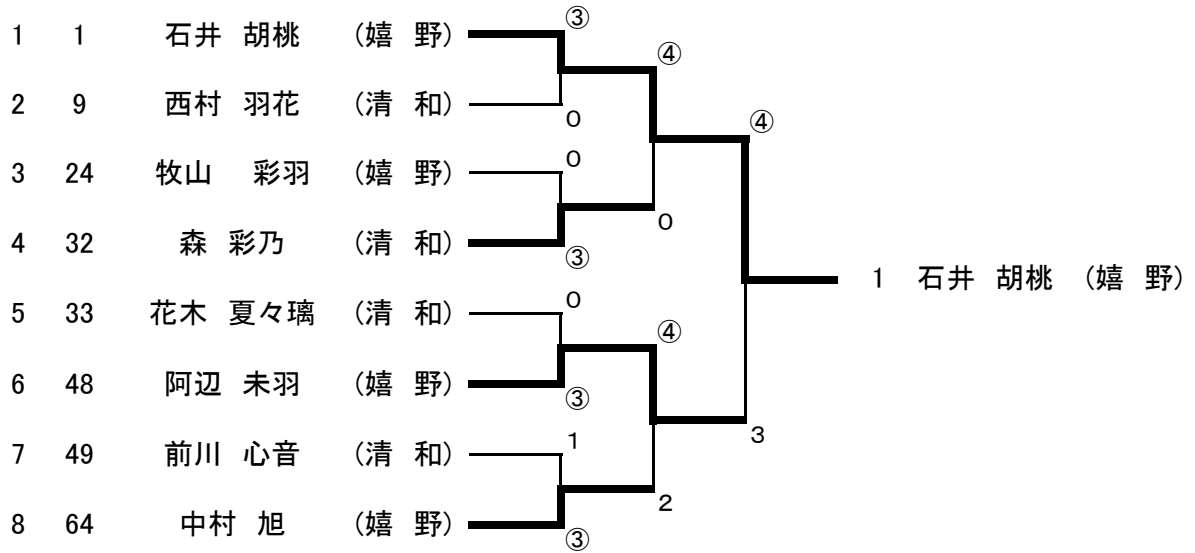 ③
1 1 石井 胡桃 (嬉 野)
④
2 9 西村 羽花 (清 和)
0
④
0
3 24 牧山 彩羽 (嬉 野)
0
4 32 森 彩乃 (清 和)
③
1 石井 胡桃 (嬉 野)
0
5 33 花木 夏々璃 (清 和)
④
6 48 阿辺 未羽 (嬉 野)
③
3
1
7 49 前川 心音 (清 和)
2
8 64 中村 旭 (嬉 野)
③